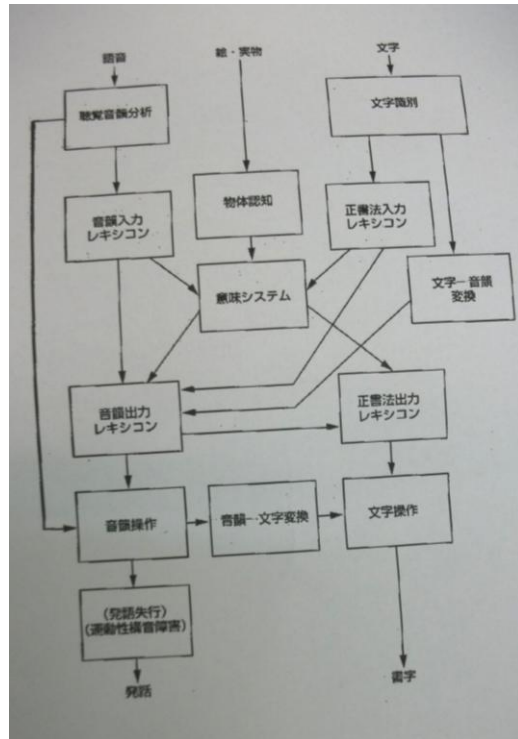 語音
絵・実物
文字
聴覚音韻分析
文字識別
音韻入力
レキシコン
物体認知
正書法入力
レキシコン
意味システム
文字ー音韻
変換
音韻出力
レキシコン
正書法出力
レキシコン
音韻操作
音韻ー文字変換
文字操作
(発語失行)
(運動性構音障害)
発話
書字